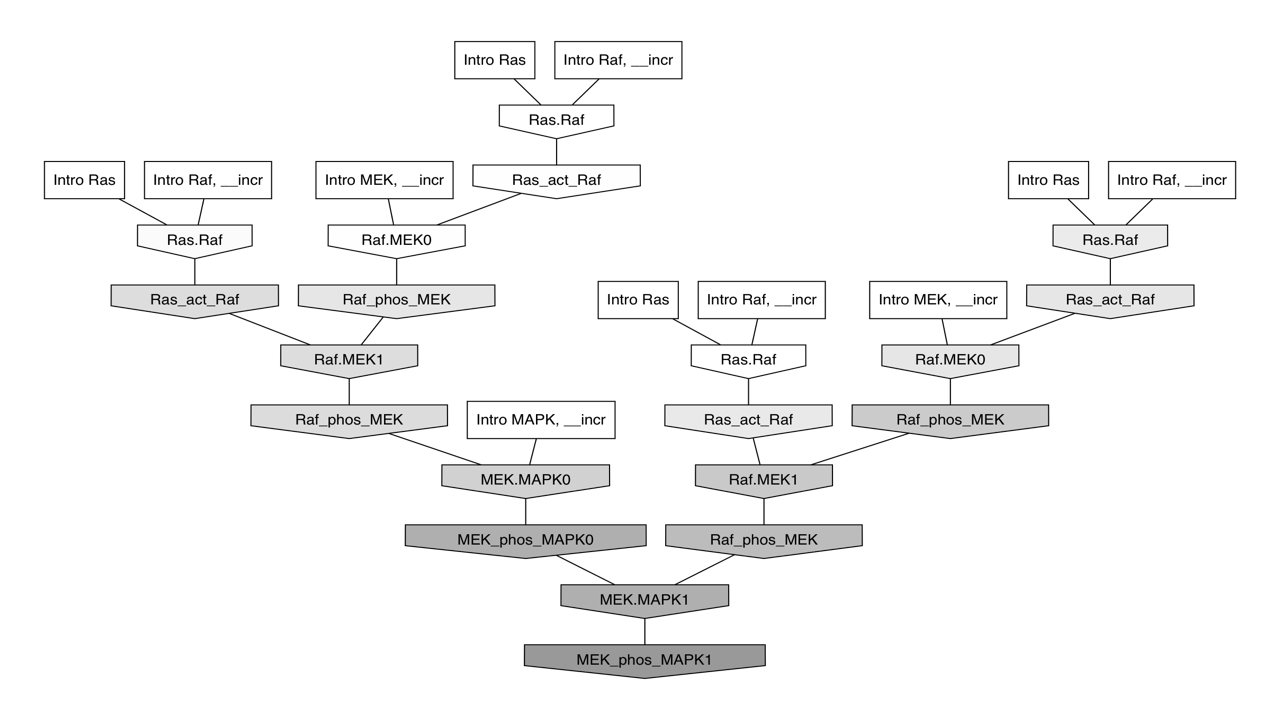 Intro Ras
Intro Raf, __incr
Ras.Raf
Intro Ras
Intro Raf, __incr
Intro MEK, __incr
Ras_act_Raf
Intro Ras
Intro Raf, __incr
Ras.Raf
Raf.MEK0
Ras.Raf
Ras_act_Raf
Raf_phos_MEK
Intro Ras
Intro Raf, __incr
Intro MEK, __incr
Ras_act_Raf
Raf.MEK1
Ras.Raf
Raf.MEK0
Raf_phos_MEK
Intro MAPK, __incr
Ras_act_Raf
Raf_phos_MEK
MEK.MAPK0
Raf.MEK1
MEK_phos_MAPK0
Raf_phos_MEK
MEK.MAPK1
MEK_phos_MAPK1